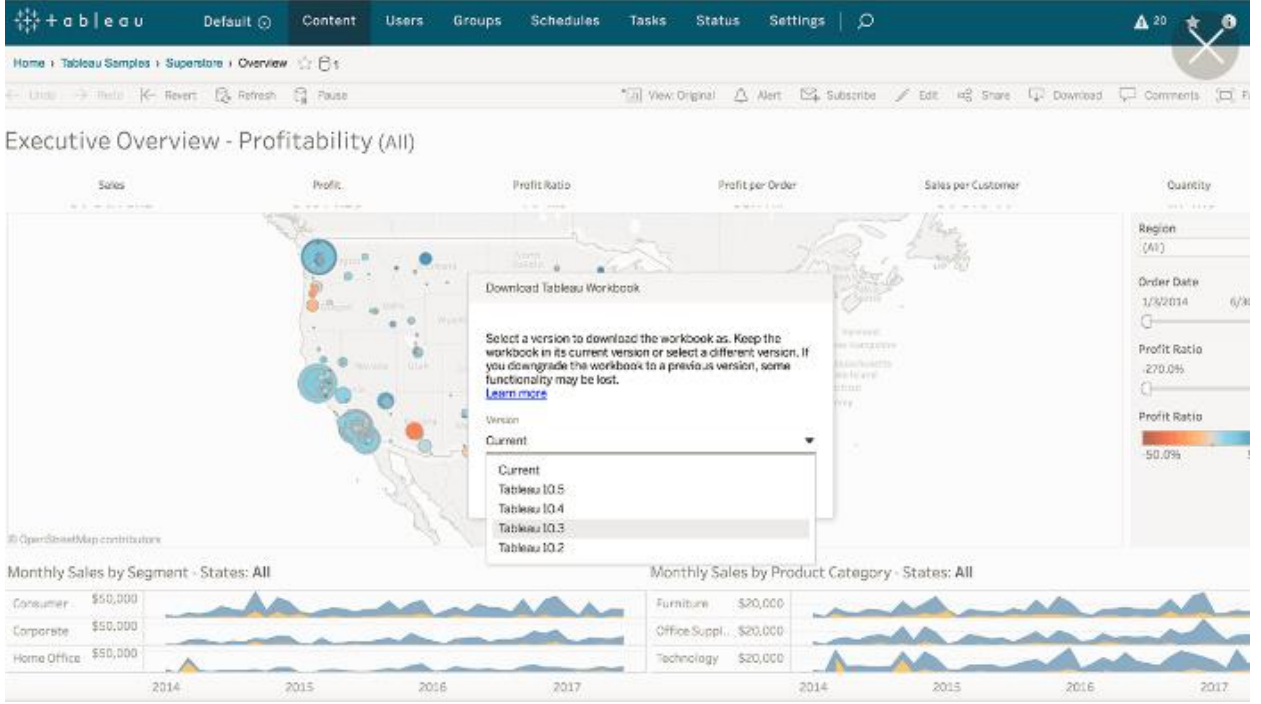 + a b | e a u Default Content Users Groups Schedules Tasks Status Settings 20
Home › Tableau Samples › Superstore › Overview 1
Undo Redo Revert Refresh Pause View: Original Alert Subscribe Edit Share Download Comments
Executive Overview - Profitability (All)
Sales Profit Profit Ratio Profit per Order Sales per Customer Quantity
Region
(All)
Order Date
1/3/2014
Profit Ratio
-270.0%
Profit Ratio
-50.0%
Download Tableau Workbook
Select a version to download the workbook as. Keep the
workbook in its current version or select a different version. If
you downgrade the workbook to a previous version, some
functionality may be lost.
Learn more
Version
Current
Current
Tableau 10.5
Tableau 10.4
Tableau 10.3
Tableau 10.2
© OpenStreetMap contributors
Monthly Sales by Segment - States: All
Consumer $50,000
Corporate $50,000
Home Office $50,000
2014 2015 2016 2017
Monthly Sales by Product Category - States: All
Furniture $20,000
Office Suppl.. $20,000
Technology $20,000
2014 2015 2016 2017